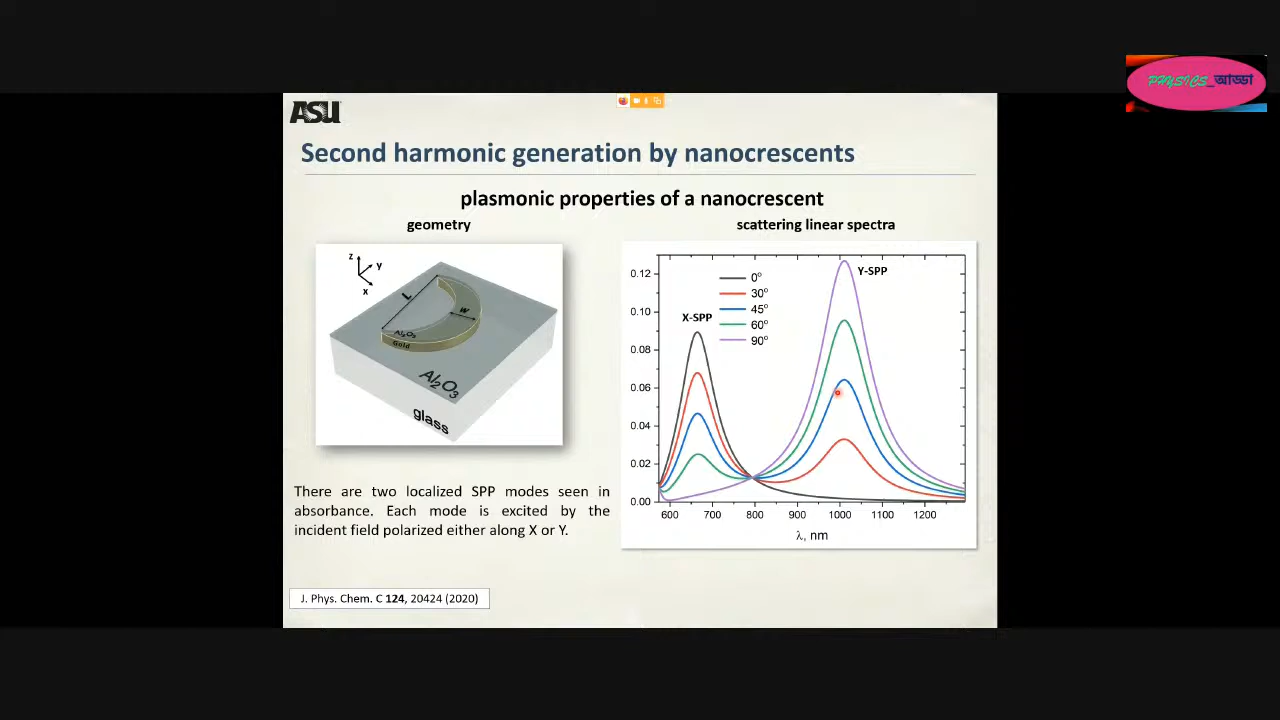 PHYSICS_আড্ডা
ASU
Second harmonic generation by nanocrescents
plasmonic properties of a nanocrescent
geometry
scattering linear spectra
z
y
x
L
w
Al₂O₃
Gold
Al₂O₃
glass
X-SPP
Y-SPP
0°
30°
45°
60°
90°
0.12
0.10
0.08
0.06
0.04
0.02
0.00
600 700 800 900 1000 1100 1200
λ, nm
There are two localized SPP modes seen in
absorbance. Each mode is excited by the
incident field polarized either along X or Y.
J. Phys. Chem. C 124, 20424 (2020)